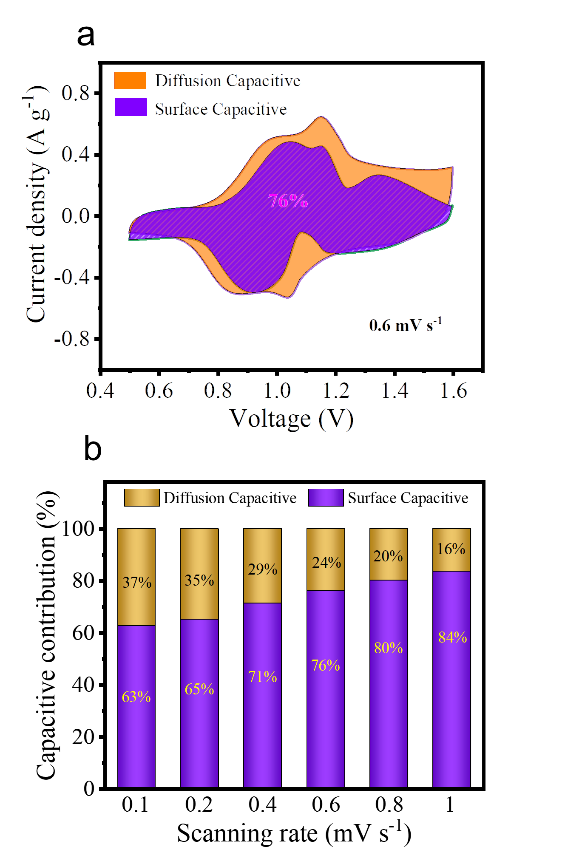 a
Diffusion Capacitive
Surface Capacitive
Current density (A g-1)
0.8
0.4
0.0
-0.4
-0.8
76%
0.6 mV s-1
0.4 0.6 0.8 1.0 1.2 1.4 1.6
Voltage (V)
b
Diffusion Capacitive Surface Capacitive
Capacitive contribution (%)
100
80
60
40
20
0
37% 35% 29% 24% 20% 16%
63% 65% 71% 76% 80% 84%
0.1 0.2 0.4 0.6 0.8 1
Scanning rate (mV s-1)